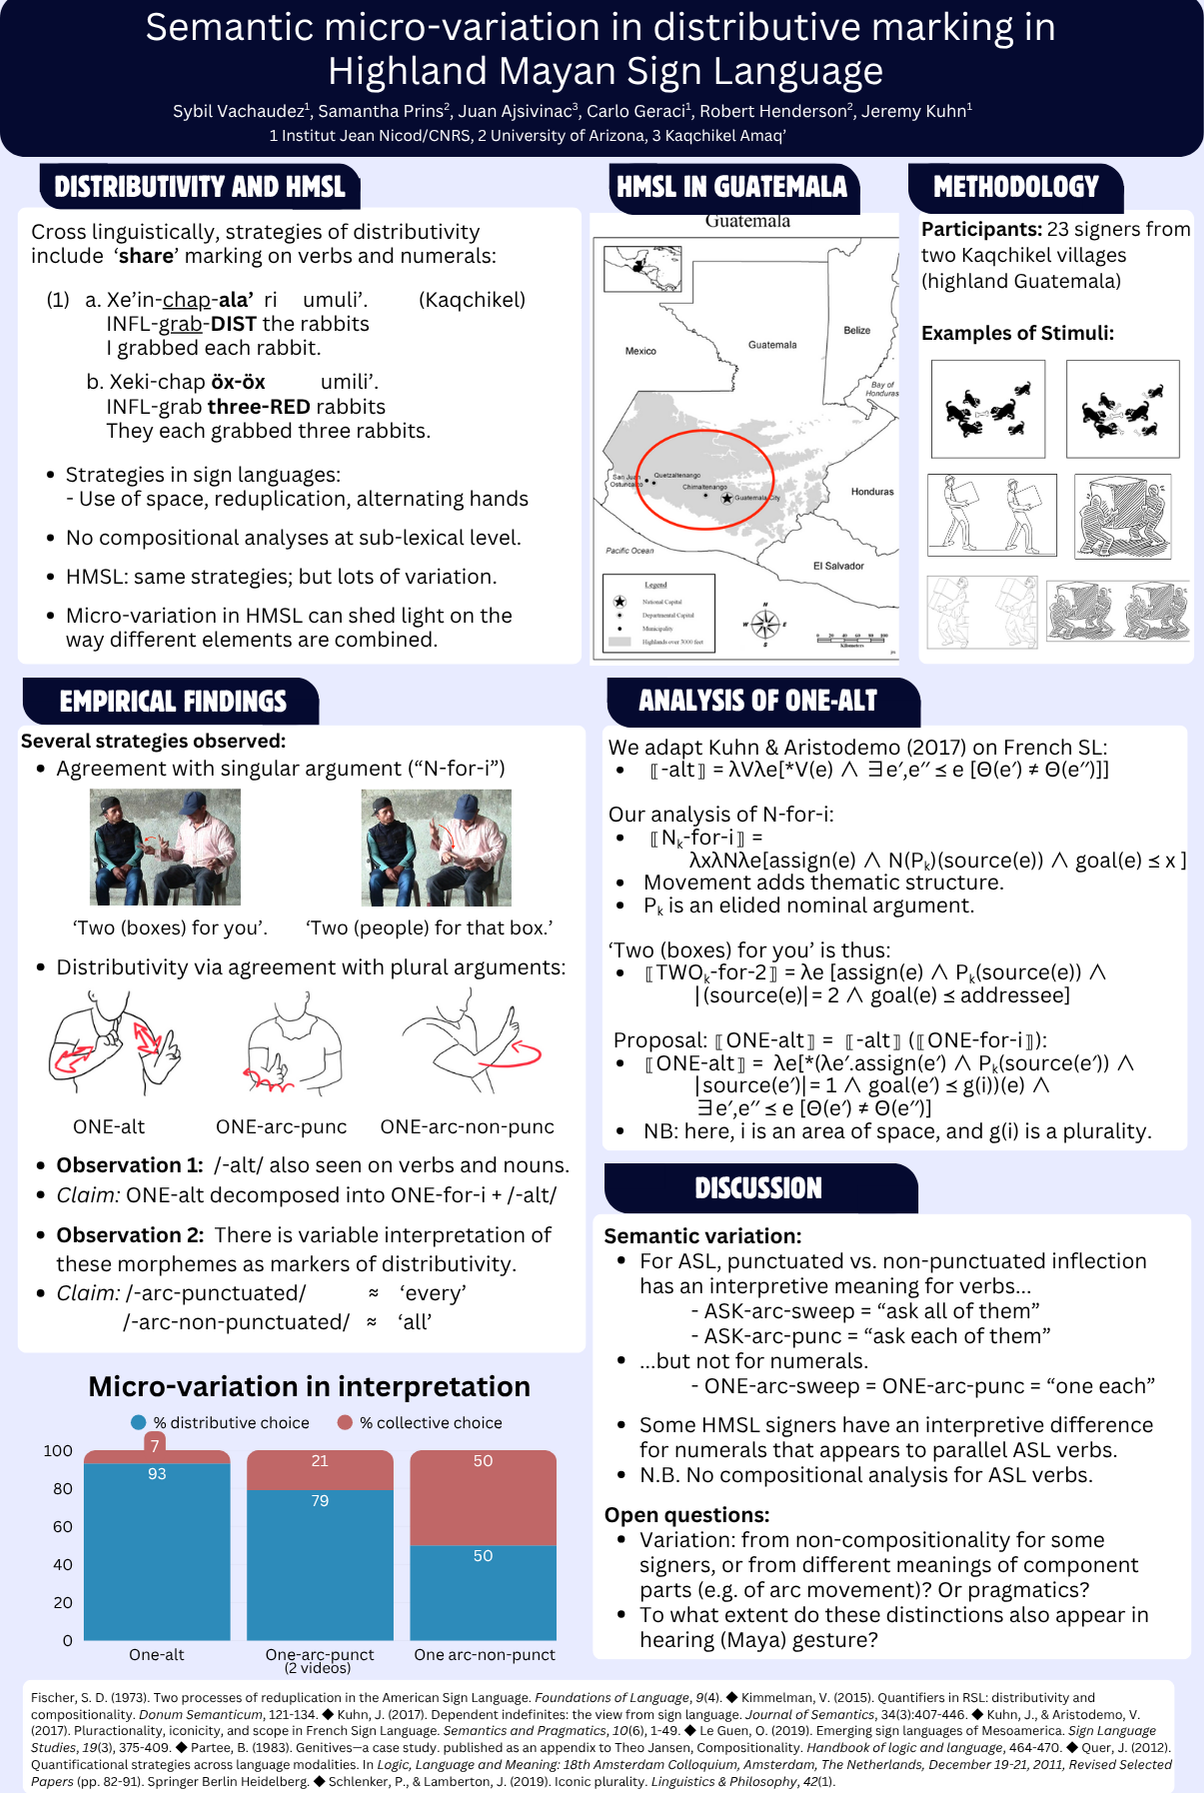 Semantic micro-variation in distributive marking in
Highland Mayan Sign Language
Sybil Vachaudez¹, Samantha Prins², Juan Ajsivinac³, Carlo Geraci¹, Robert Henderson², Jeremy Kuhn¹
1 Institut Jean Nicod/CNRS, 2 University of Arizona, 3 Kaqchikel Amaq’
DISTRIBUTIVITY AND HMSL
Cross linguistically, strategies of distributivity
include ‘share’ marking on verbs and numerals:
(1) a. Xe’in-chap-ala’ ri umuli’. (Kaqchikel)
INFL-grab-DIST the rabbits
I grabbed each rabbit.
b. Xeki-chap öx-öx umili’.
INFL-grab three-RED rabbits
They each grabbed three rabbits.
• Strategies in sign languages:
- Use of space, reduplication, alternating hands
• No compositional analyses at sub-lexical level.
• HMSL: same strategies; but lots of variation.
• Micro-variation in HMSL can shed light on the
way different elements are combined.
HMSL IN GUATEMALA
Guatemala
Mexico
Guatemala
Belize
Bay of
Honduras
San Juan
Ostuncalco
Quetzaltenango
Chimaltenango
Guatemala City
Honduras
Pacific Ocean
El Salvador
Legend
National Capital
Departmental Capital
Municipality
Highlands over 3000 feet
N
W E
S
0 20 40 60 80 100
Kilometers
METHODOLOGY
Participants: 23 signers from
two Kaqchikel villages
(highland Guatemala)
Examples of Stimuli:
EMPIRICAL FINDINGS
Several strategies observed:
• Agreement with singular argument (“N-for-i”)
‘Two (boxes) for you’. ‘Two (people) for that box.’
• Distributivity via agreement with plural arguments:
ONE-alt ONE-arc-punc ONE-arc-non-punc
• Observation 1: /-alt/ also seen on verbs and nouns.
• Claim: ONE-alt decomposed into ONE-for-i + /-alt/
• Observation 2: There is variable interpretation of
these morphemes as markers of distributivity.
• Claim: /-arc-punctuated/ ≈ ‘every’
/-arc-non-punctuated/ ≈ ‘all’
Micro-variation in interpretation
% distributive choice % collective choice
100
80
60
40
20
0
7
93
21
79
50
50
One-alt
One-arc-punct
(2 videos)
One arc-non-punct
ANALYSIS OF ONE-ALT
We adapt Kuhn & Aristodemo (2017) on French SL:
• ⟦-alt⟧ = λVλe[*V(e) ∧ ∃e′,e′′ ≤ e [Θ(e′) ≠ Θ(e′′)]]
Our analysis of N-for-i:
• ⟦Nₖ-for-i⟧ =
λxλNλe[assign(e) ∧ N(Pₖ)(source(e)) ∧ goal(e) ≤ x ]
• Movement adds thematic structure.
• Pₖ is an elided nominal argument.
‘Two (boxes) for you’ is thus:
• ⟦TWOₖ-for-2⟧ = λe [assign(e) ∧ Pₖ(source(e)) ∧
|(source(e)|= 2 ∧ goal(e) ≤ addressee]
Proposal: ⟦ONE-alt⟧ = ⟦-alt⟧ (⟦ONE-for-i⟧):
• ⟦ONE-alt⟧ = λe[*(λe′.assign(e′) ∧ Pₖ(source(e′)) ∧
|source(e′)|= 1 ∧ goal(e′) ≤ g(i))(e) ∧
∃e′,e′′ ≤ e [Θ(e′) ≠ Θ(e′′)]
• NB: here, i is an area of space, and g(i) is a plurality.
DISCUSSION
Semantic variation:
• For ASL, punctuated vs. non-punctuated inflection
has an interpretive meaning for verbs...
- ASK-arc-sweep = “ask all of them”
- ASK-arc-punc = “ask each of them”
• ...but not for numerals.
- ONE-arc-sweep = ONE-arc-punc = “one each”
• Some HMSL signers have an interpretive difference
for numerals that appears to parallel ASL verbs.
• N.B. No compositional analysis for ASL verbs.
Open questions:
• Variation: from non-compositionality for some
signers, or from different meanings of component
parts (e.g. of arc movement)? Or pragmatics?
• To what extent do these distinctions also appear in
hearing (Maya) gesture?
Fischer, S. D. (1973). Two processes of reduplication in the American Sign Language. Foundations of Language, 9(4). ◆ Kimmelman, V. (2015). Quantifiers in RSL: distributivity and
compositionality. Donum Semanticum, 121-134. ◆ Kuhn, J. (2017). Dependent indefinites: the view from sign language. Journal of Semantics, 34(3):407-446. ◆ Kuhn, J., & Aristodemo, V.
(2017). Pluractionality, iconicity, and scope in French Sign Language. Semantics and Pragmatics, 10(6), 1-49. ◆ Le Guen, O. (2019). Emerging sign languages of Mesoamerica. Sign Language
Studies, 19(3), 375-409. ◆ Partee, B. (1983). Genitives—a case study. published as an appendix to Theo Jansen, Compositionality. Handbook of logic and language, 464-470. ◆ Quer, J. (2012).
Quantificational strategies across language modalities. In Logic, Language and Meaning: 18th Amsterdam Colloquium, Amsterdam, The Netherlands, December 19-21, 2011, Revised Selected
Papers (pp. 82-91). Springer Berlin Heidelberg. ◆ Schlenker, P., & Lamberton, J. (2019). Iconic plurality. Linguistics & Philosophy, 42(1).